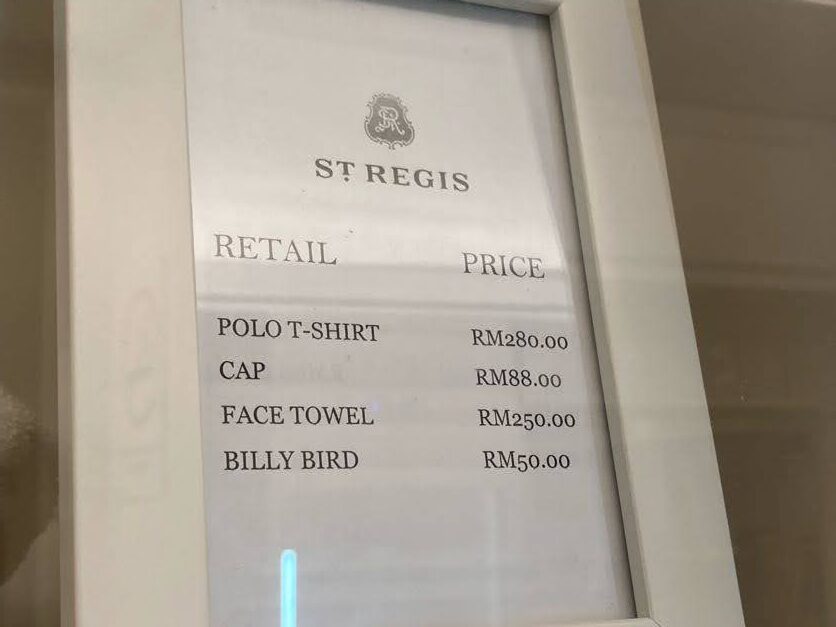 ST. REGIS
RETAIL PRICE
POLO T-SHIRT RM280.00
CAP RM88.00
FACE TOWEL RM250.00
BILLY BIRD RM50.00